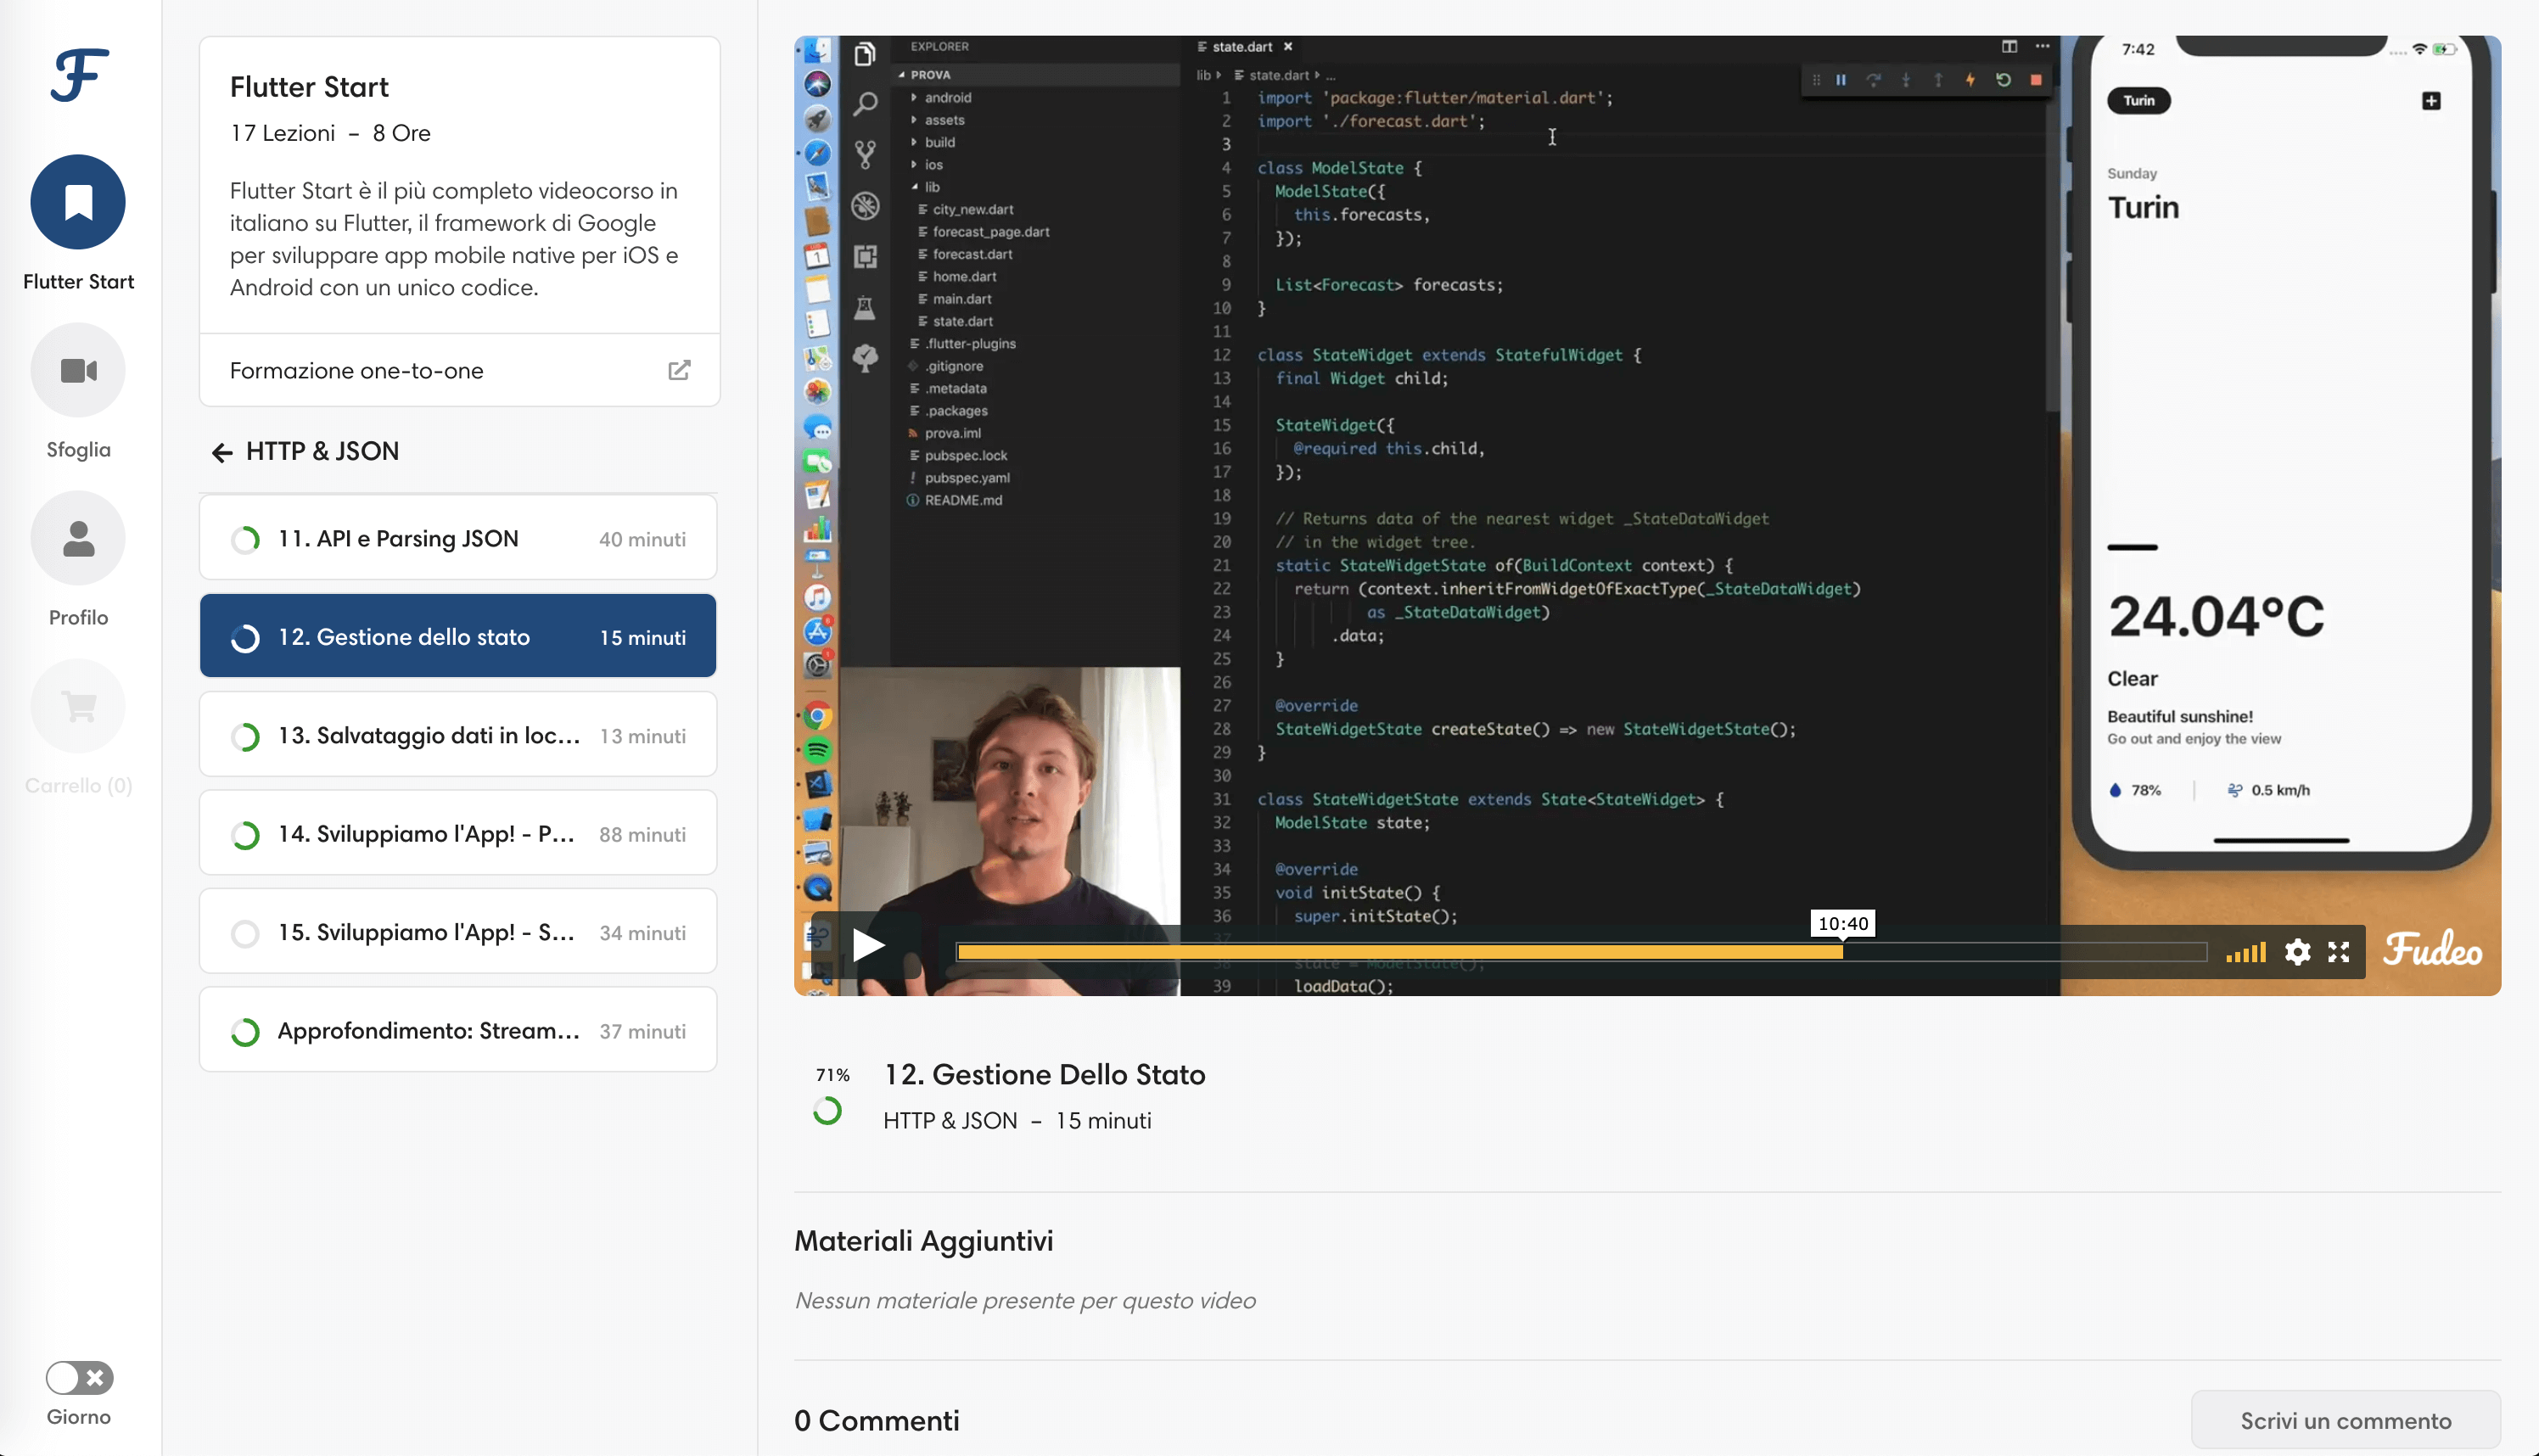 Flutter Start
Sfoglia
Profilo
Carrello (0)
Giorno
Flutter Start
17 Lezioni – 8 Ore
Flutter Start è il più completo videocorso in
italiano su Flutter, il framework di Google
per sviluppare app mobile native per iOS e
Android con un unico codice.
Formazione one-to-one
HTTP & JSON
11. API e Parsing JSON 40 minuti
12. Gestione dello stato 15 minuti
13. Salvataggio dati in loc... 13 minuti
14. Sviluppiamo l'App! - P... 88 minuti
15. Sviluppiamo l'App! - S... 34 minuti
Approfondimento: Stream... 37 minuti
EXPLORER
PROVA
android
assets
build
ios
lib
city_new.dart
forecast_page.dart
forecast.dart
home.dart
main.dart
state.dart
.flutter-plugins
.gitignore
.metadata
.packages
prova.iml
pubspec.lock
pubspec.yaml
README.md
state.dart
lib state.dart ...
1 import 'package:flutter/material.dart';
2 import './forecast.dart';
3
4 class ModelState {
5 ModelState({
6 this.forecasts,
7 });
8
9 List<Forecast> forecasts;
10 }
11
12 class StateWidget extends StatefulWidget {
13 final Widget child;
14
15 StateWidget({
16 @required this.child,
17 });
18
19 // Returns data of the nearest widget _StateDataWidget
20 // in the widget tree.
21 static StateWidgetState of(BuildContext context) {
22 return (context.inheritFromWidgetOfExactType(_StateDataWidget)
23 as _StateDataWidget)
24 .data;
25 }
26
27 @override
28 StateWidgetState createState() => new StateWidgetState();
29 }
30
31 class StateWidgetState extends State<StateWidget> {
32 ModelState state;
33
34 @override
35 void initState() {
36 super.initState();
37
38 state = ModelState();
39 loadData();
10:40
7:42
Turin
Sunday
Turin
24.04°C
Clear
Beautiful sunshine!
Go out and enjoy the view
78%
0.5 km/h
Fudeo
71%
12. Gestione Dello Stato
HTTP & JSON – 15 minuti
Materiali Aggiuntivi
Nessun materiale presente per questo video
0 Commenti
Scrivi un commento